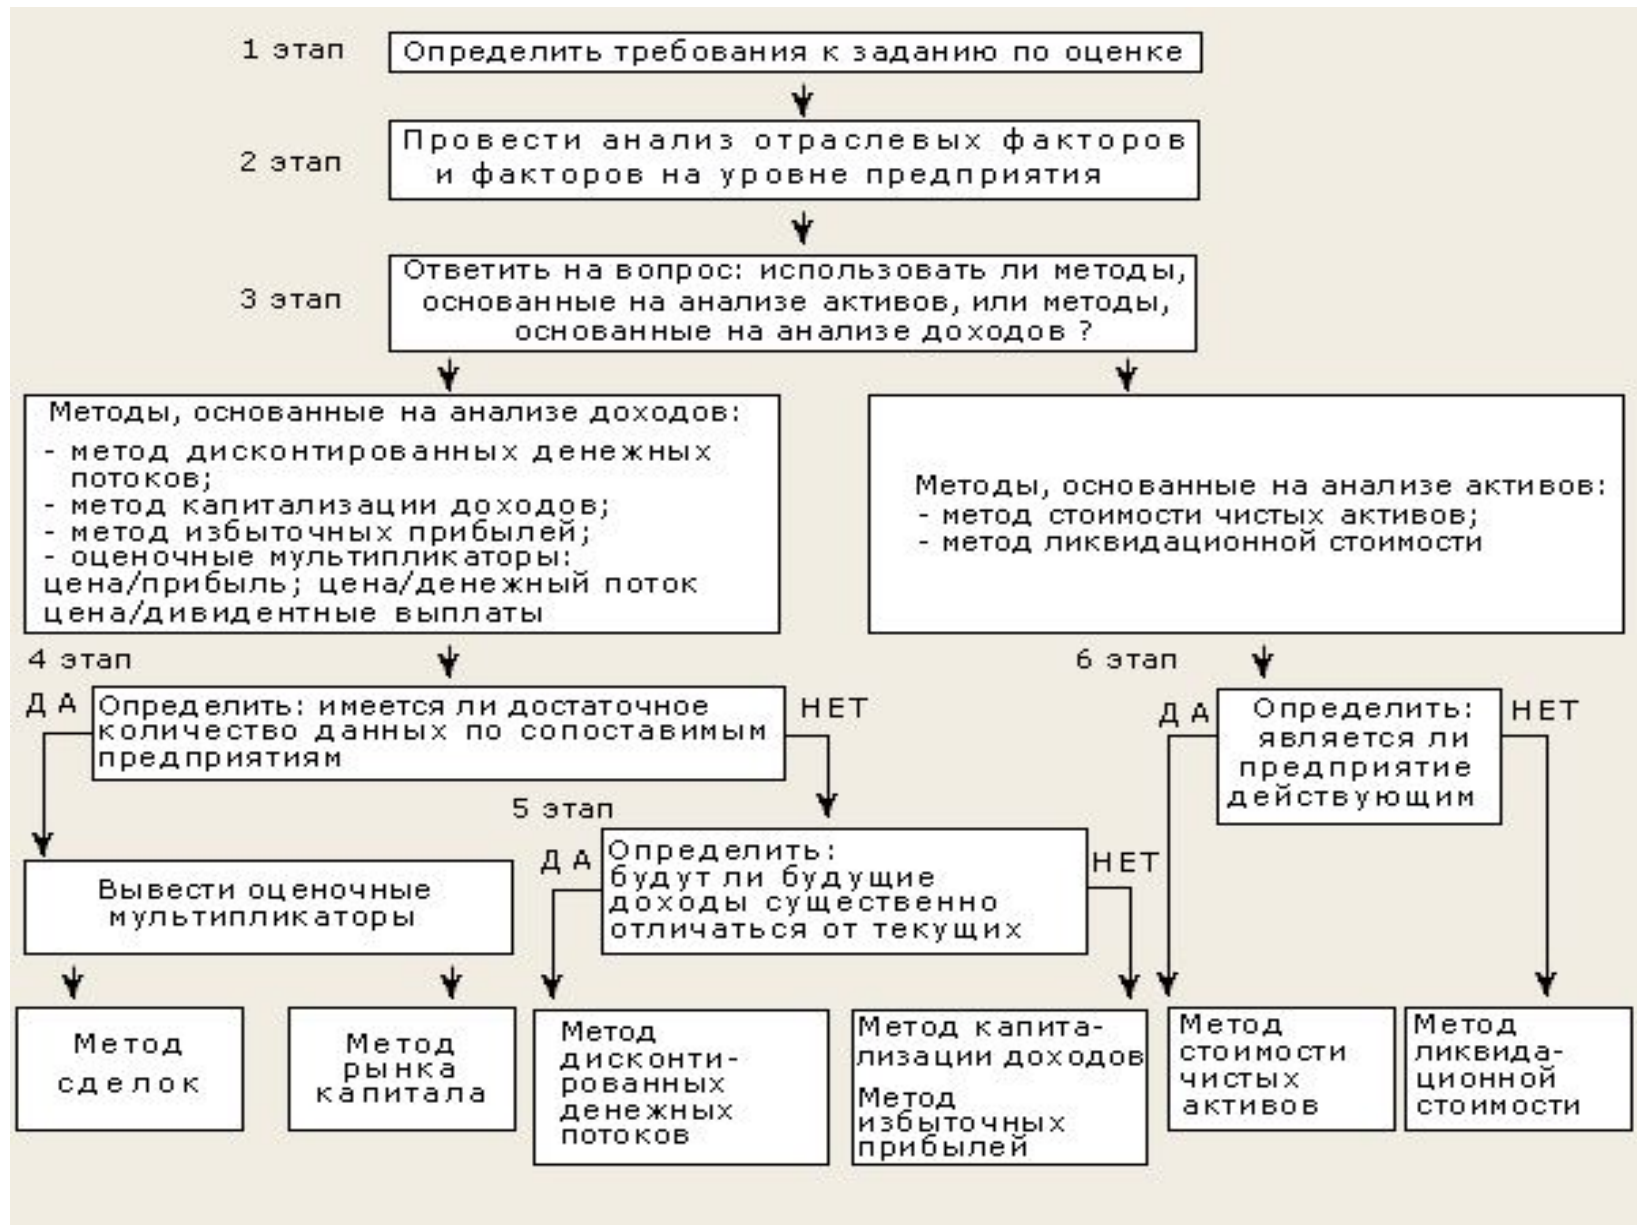 1 этап
Определить требования к заданию по оценке
2 этап
Провести анализ отраслевых факторов
и факторов на уровне предприятия
3 этап
Ответить на вопрос: использовать ли методы,
основанные на анализе активов, или методы,
основанные на анализе доходов ?
Методы, основанные на анализе доходов:
- метод дисконтированных денежных
потоков;
- метод капитализации доходов;
- метод избыточных прибылей;
- оценочные мультипликаторы:
цена/прибыль; цена/денежный поток
цена/дивидентные выплаты
Методы, основанные на анализе активов:
- метод стоимости чистых активов;
- метод ликвидационной стоимости
4 этап
ДА
Определить: имеется ли достаточное
количество данных по сопоставимым
предприятиям
НЕТ
6 этап
ДА
Определить:
является ли
предприятие
действующим
НЕТ
5 этап
ДА
Определить:
будут ли будущие
доходы существенно
отличаться от текущих
НЕТ
Вывести оценочные
мультипликаторы
Метод
сделок
Метод
рынка
капитала
Метод
дисконти-
рованных
денежных
потоков
Метод капита-
лизации доходов
Метод
избыточных
прибылей
Метод
стоимости
чистых
активов
Метод
ликвида-
ционной
стоимости